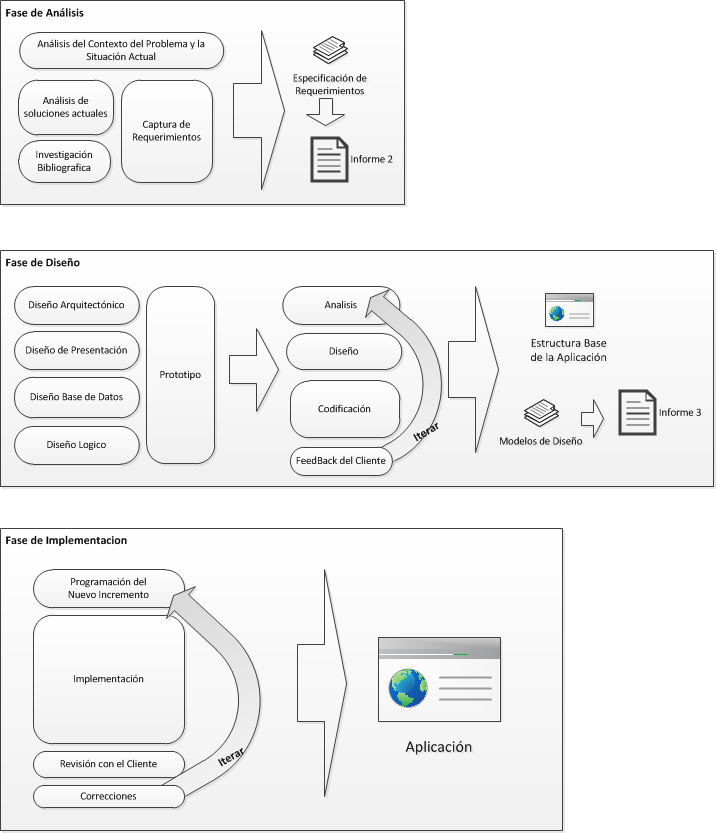 Fase de Análisis
Análisis del Contexto del Problema y la
Situación Actual
Análisis de
soluciones actuales
Investigación
Bibliografica
Captura de
Requerimientos
Especificación de
Requerimientos
Informe 2
Fase de Diseño
Diseño Arquitectónico
Diseño de Presentación
Diseño Base de Datos
Diseño Logico
Prototipo
Analisis
Diseño
Codificación
FeedBack del Cliente
Iterar
Estructura Base
de la Aplicación
Modelos de Diseño
Informe 3
Fase de Implementacion
Programación del
Nuevo Incremento
Implementación
Revisión con el Cliente
Correcciones
Iterar
Aplicación